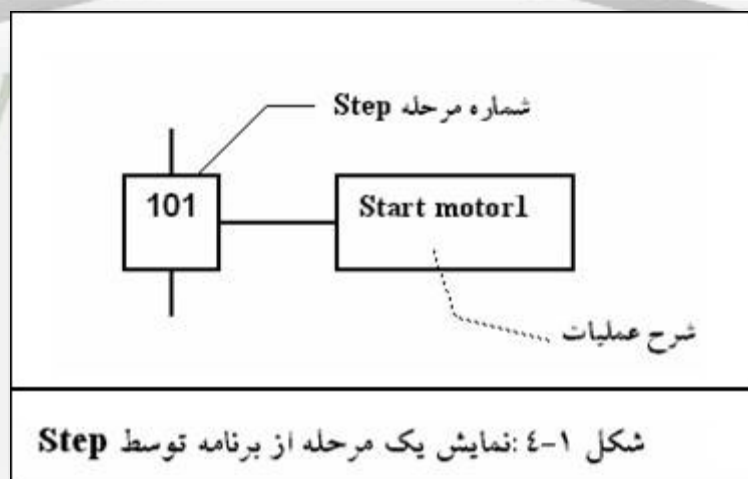 شماره مرحله Step
101
Start motor1
شرح عملیات
شکل ۱-٤ :نمایش یک مرحله از برنامه توسط Step